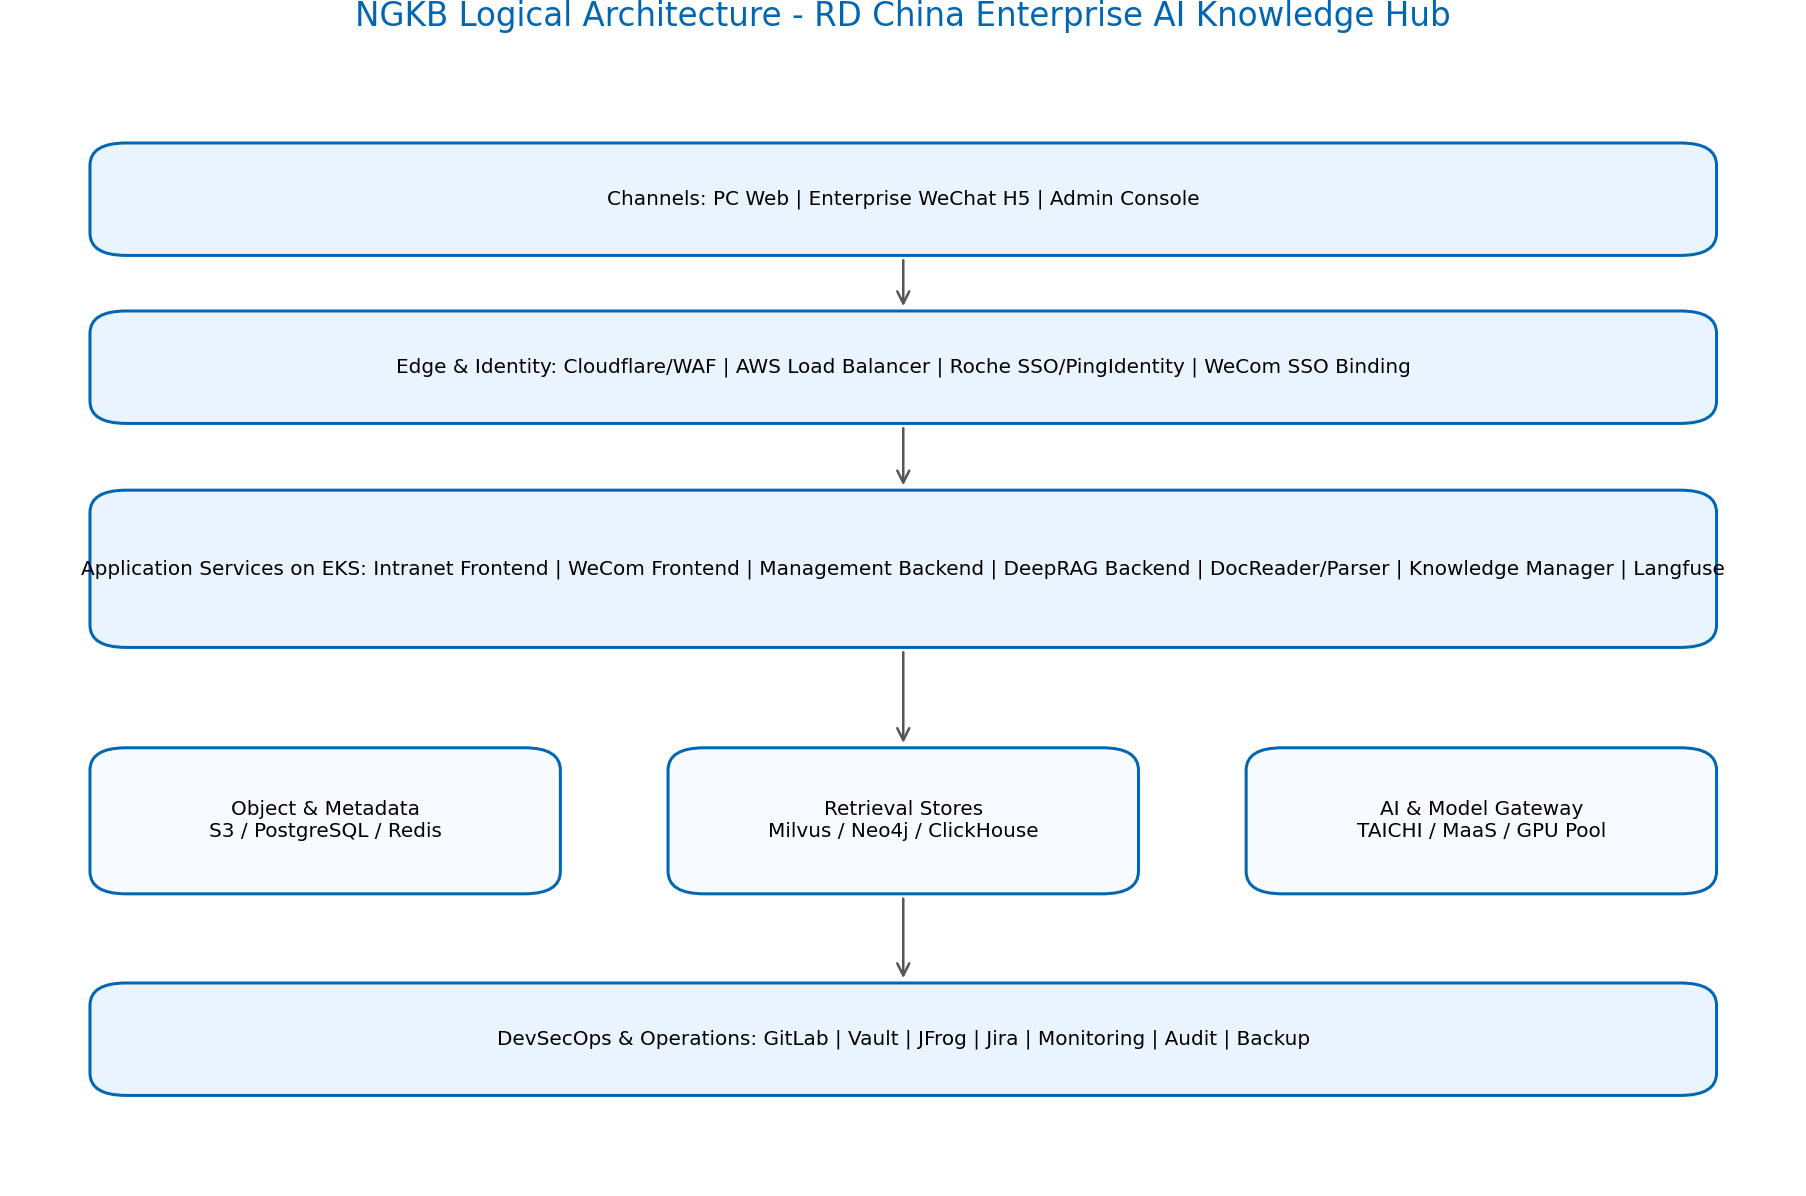 NGKB Logical Architecture - RD China Enterprise AI Knowledge Hub
Channels: PC Web | Enterprise WeChat H5 | Admin Console
Edge & Identity: Cloudflare/WAF | AWS Load Balancer | Roche SSO/PingIdentity | WeCom SSO Binding
Application Services on EKS: Intranet Frontend | WeCom Frontend | Management Backend | DeepRAG Backend | DocReader/Parser | Knowledge Manager | Langfuse
Object & Metadata
S3 / PostgreSQL / Redis
Retrieval Stores
Milvus / Neo4j / ClickHouse
AI & Model Gateway
TAICHI / MaaS / GPU Pool
DevSecOps & Operations: GitLab | Vault | JFrog | Jira | Monitoring | Audit | Backup